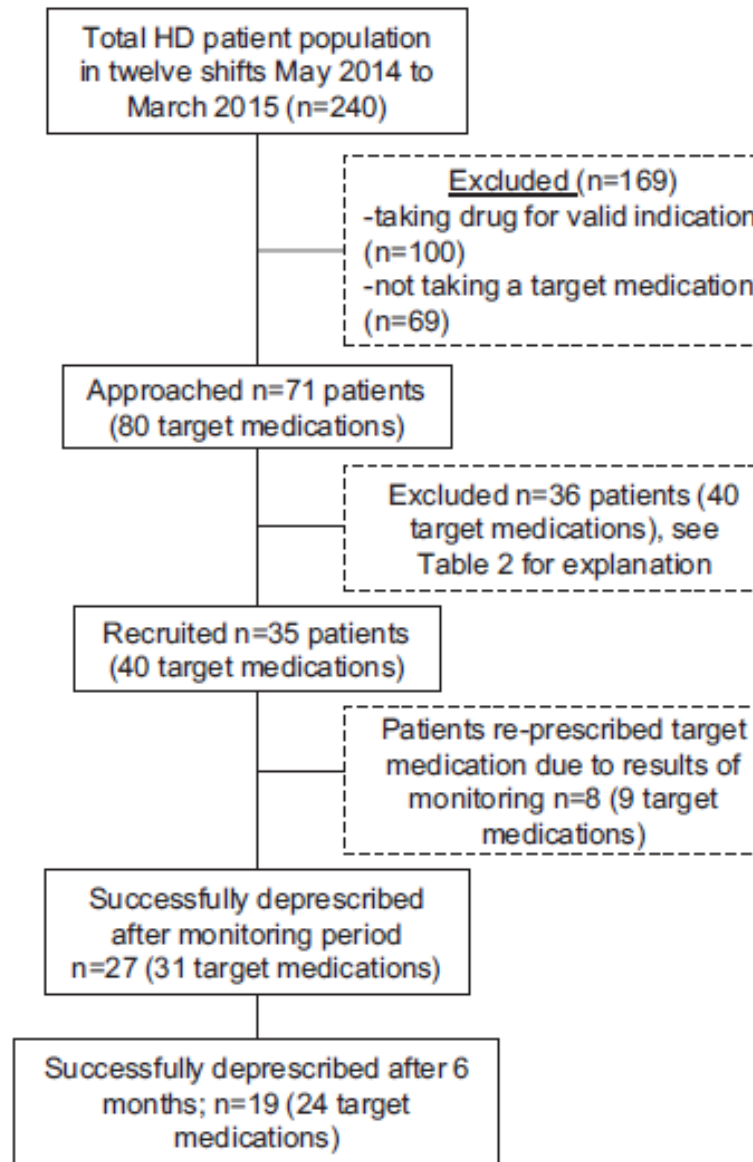 Total HD patient population
in twelve shifts May 2014 to
March 2015 (n=240)
Excluded (n=169)
-taking drug for valid indication
(n=100)
-not taking a target medication
(n=69)
Approached n=71 patients
(80 target medications)
Excluded n=36 patients (40
target medications), see
Table 2 for explanation
Recruited n=35 patients
(40 target medications)
Patients re-prescribed target
medication due to results of
monitoring n=8 (9 target
medications)
Successfully deprescribed
after monitoring period
n=27 (31 target medications)
Successfully deprescribed after 6
months; n=19 (24 target
medications)